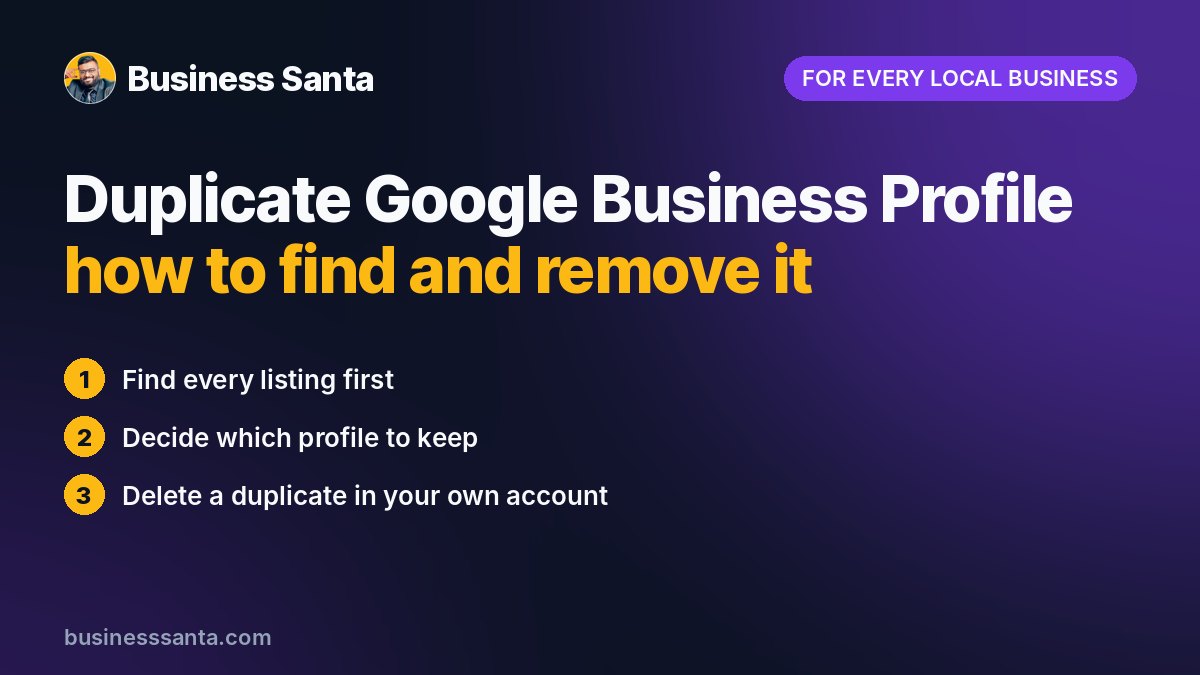 Business Santa
FOR EVERY LOCAL BUSINESS
Duplicate Google Business Profile
how to find and remove it
1 Find every listing first
2 Decide which profile to keep
3 Delete a duplicate in your own account
businesssanta.com